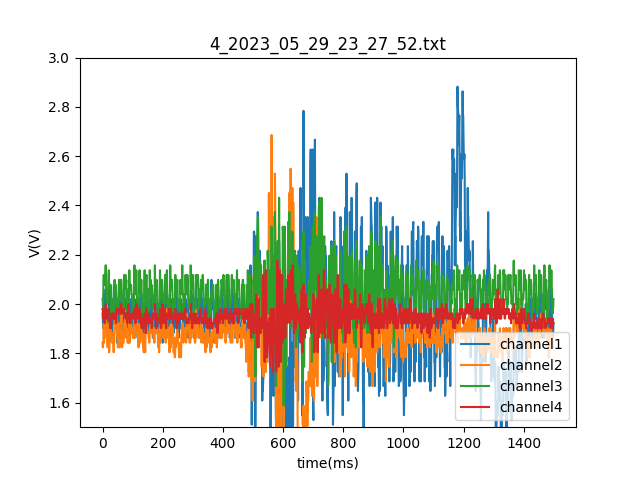 4_2023_05_29_23_27_52.txt
3.0
2.8
2.6
2.4
2.2
2.0
1.8
1.6
V(V)
0 200 400 600 800 1000 1200 1400
time(ms)
channel1
channel2
channel3
channel4